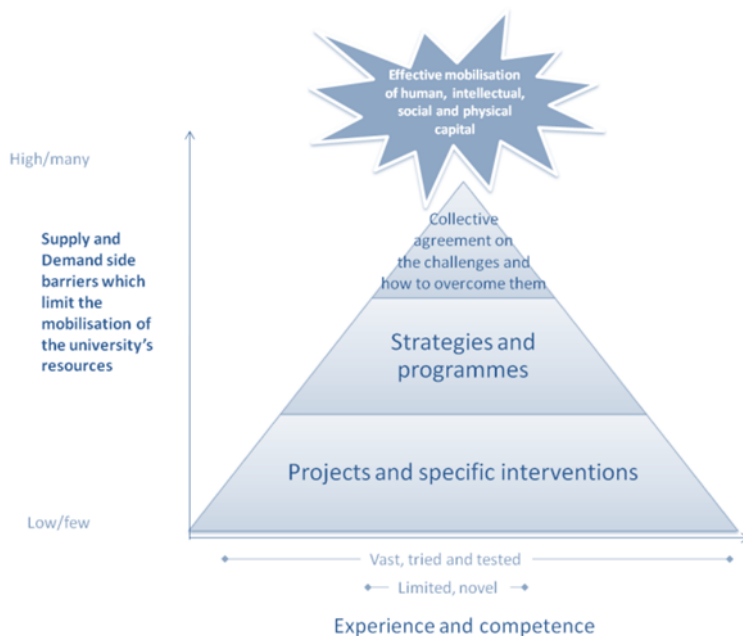 Effective mobilisation
of human, intellectual,
social and physical
capital
High/many
Supply and
Demand side
barriers which
limit the
mobilisation of
the university's
resources
Collective
agreement on
the challenges and
how to overcome them
Strategies and
programmes
Projects and specific interventions
Low/few
Vast, tried and tested
Limited, novel
Experience and competence